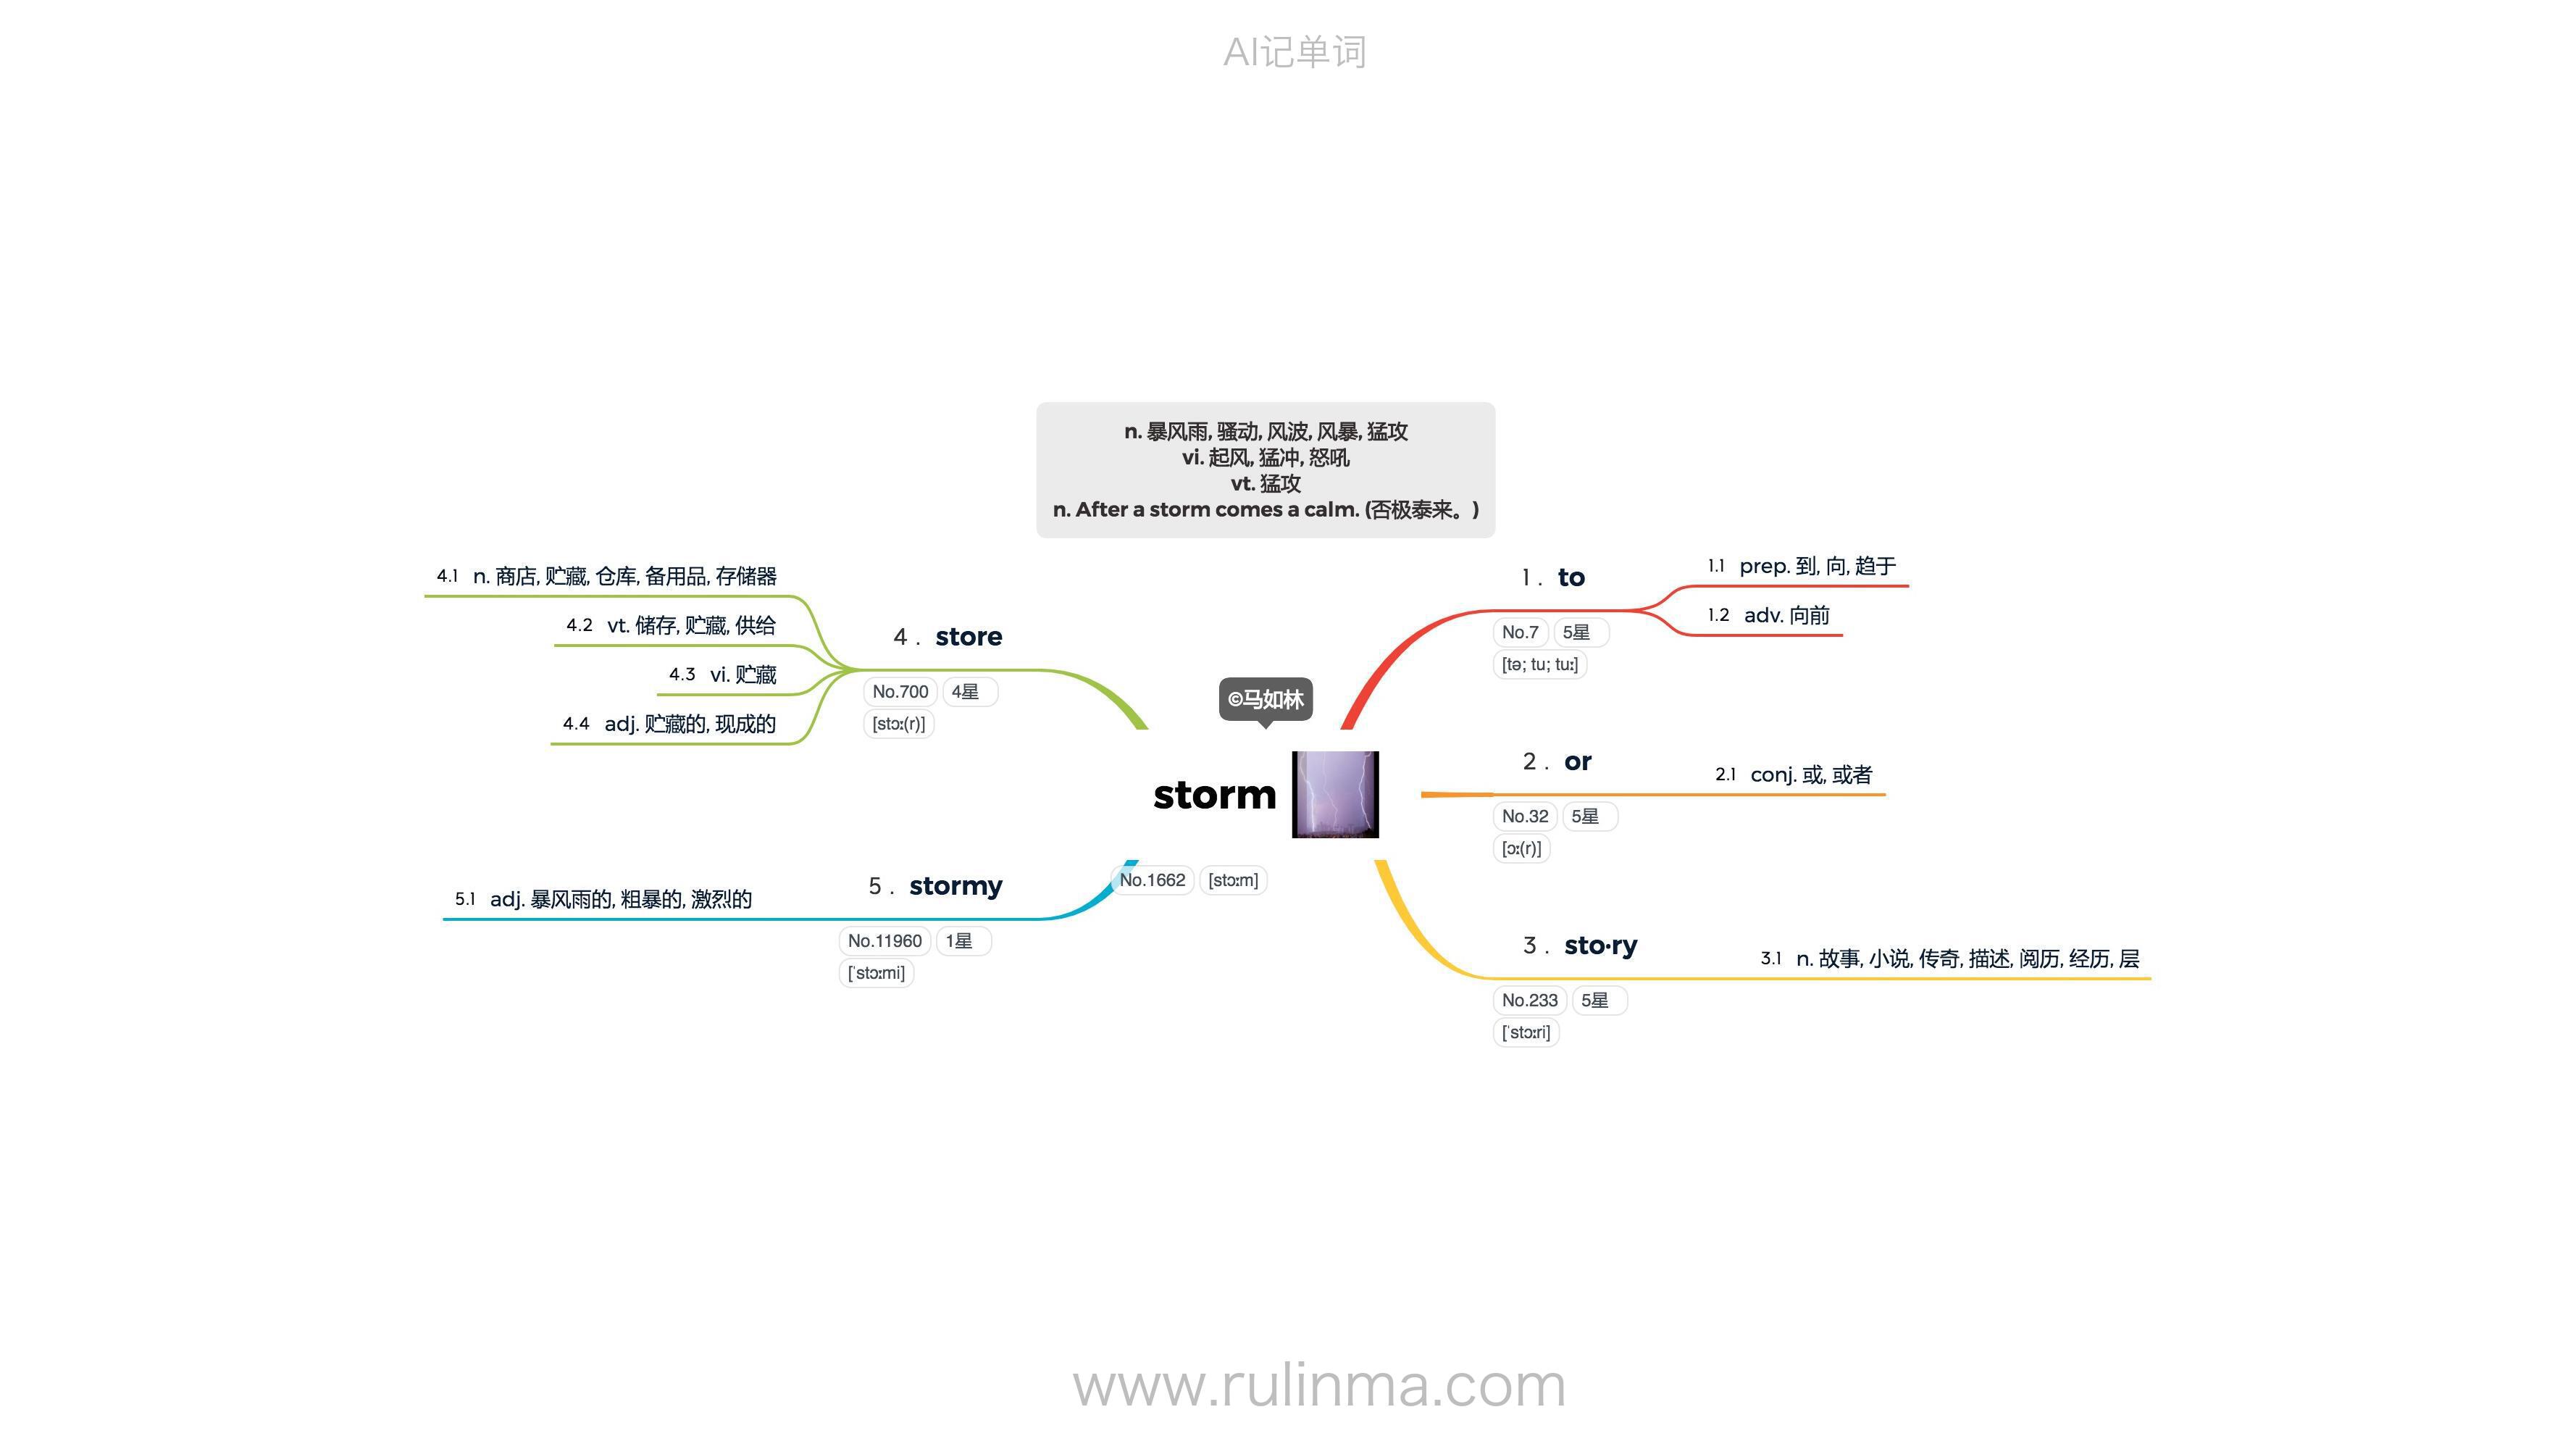 AI记单词
n. 暴风雨, 骚动, 风波, 风暴, 猛攻
vi. 起风, 猛冲, 怒吼
vt. 猛攻
n. After a storm comes a calm. (否极泰来。)
©马如林
storm
No.1662 [stɔːm]
1 . to
No.7 5星
[tə; tu; tuː]
1.1 prep. 到, 向, 趋于
1.2 adv. 向前
2 . or
No.32 5星
[ɔː(r)]
2.1 conj. 或, 或者
3 . sto·ry
No.233 5星
[ˈstɔːri]
3.1 n. 故事, 小说, 传奇, 描述, 阅历, 经历, 层
4 . store
No.700 4星
[stɔː(r)]
4.1 n. 商店, 贮藏, 仓库, 备用品, 存储器
4.2 vt. 储存, 贮藏, 供给
4.3 vi. 贮藏
4.4 adj. 贮藏的, 现成的
5 . stormy
No.11960 1星
[ˈstɔːmi]
5.1 adj. 暴风雨的, 粗暴的, 激烈的
www.rulinma.com